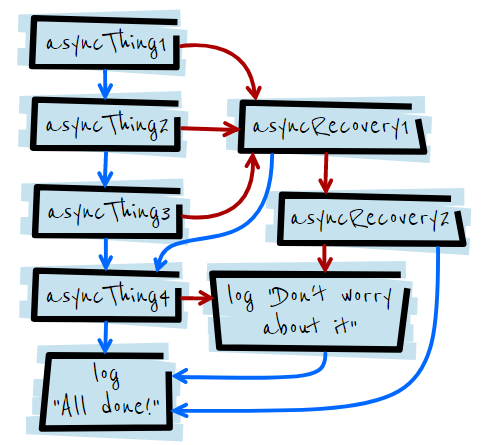 asyncThing1
asyncThing2
asyncRecovery1
asyncThing3
asyncRecovery2
asyncThing4
log "Don't worry
about it"
log
"All done!"